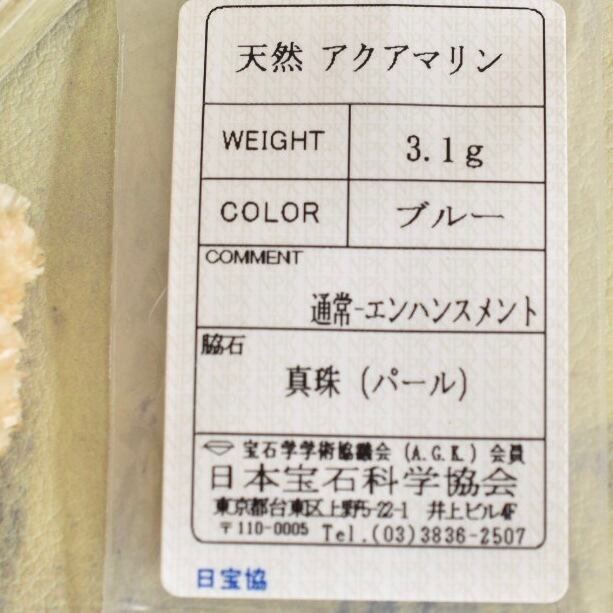 天然 アクアマリン
WEIGHT 3.1g
COLOR ブルー
COMMENT
通常-エンハンスメント
脇石
真珠 (パール)
宝石学学術協議会 (A.G.K.) 会員
日本宝石科学協会
東京都台東区上野5-22-1 井上ビル4F
〒110-0005 Tel.(03)3836-2507
日宝協